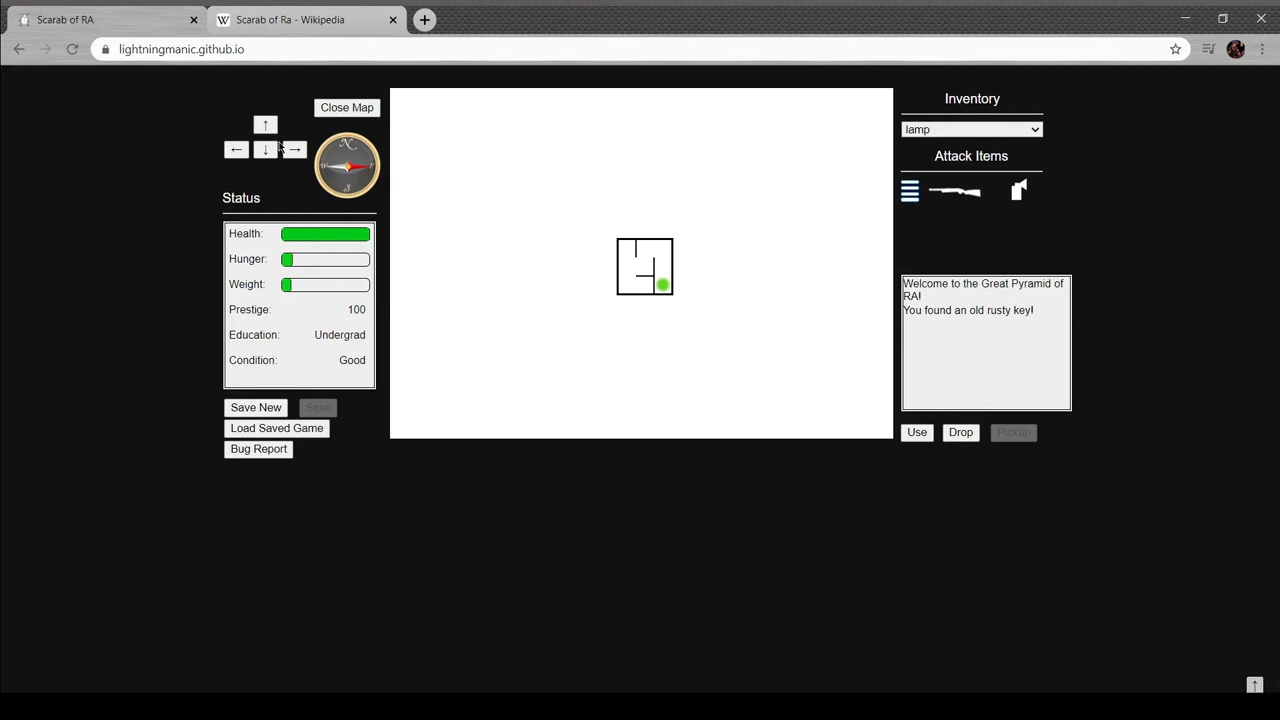 Scarab of RA
Scarab of Ra - Wikipedia
lightningmanic.github.io
Close Map
N
S
Status
Health:
Hunger:
Weight:
Prestige: 100
Education: Undergrad
Condition: Good
Save New Save
Load Saved Game
Bug Report
Inventory
lamp
Attack Items
Welcome to the Great Pyramid of
RA!
You found an old rusty key!
Use Drop Pickup